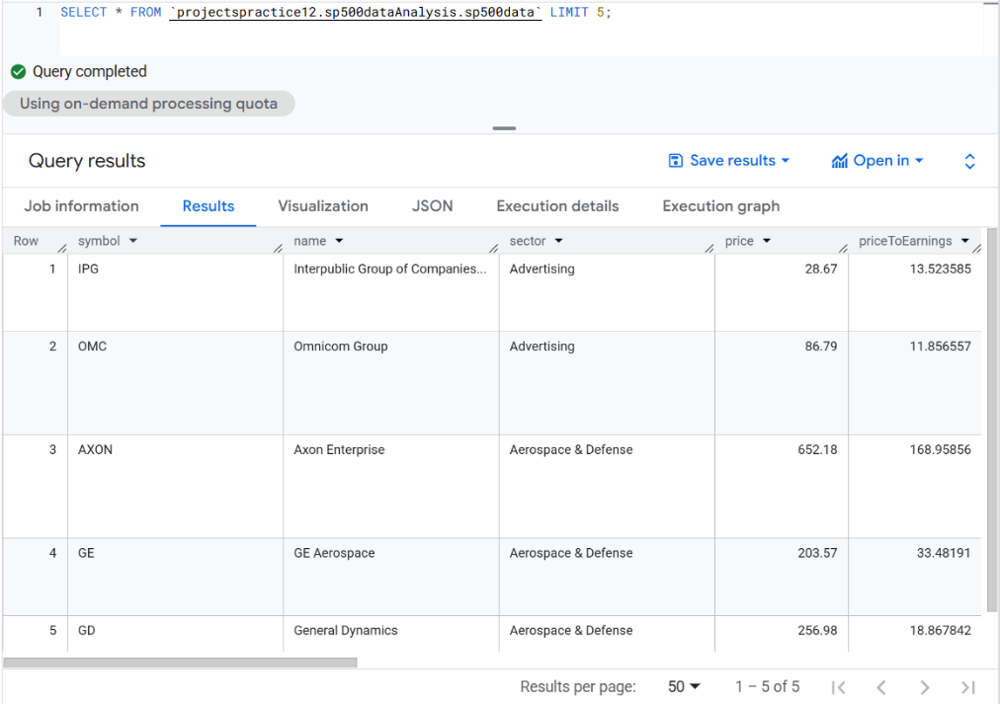 1 SELECT * FROM `projectspractice12.sp500dataAnalysis.sp500data` LIMIT 5;
Query completed
Using on-demand processing quota
Query results Save results Open in
Job information Results Visualization JSON Execution details Execution graph
Row symbol name sector price priceToEarnings
1 IPG Interpublic Group of Companies... Advertising 28.67 13.523585
2 OMC Omnicom Group Advertising 86.79 11.856557
3 AXON Axon Enterprise Aerospace & Defense 652.18 168.95856
4 GE GE Aerospace Aerospace & Defense 203.57 33.48191
5 GD General Dynamics Aerospace & Defense 256.98 18.867842
Results per page: 50 1 – 5 of 5